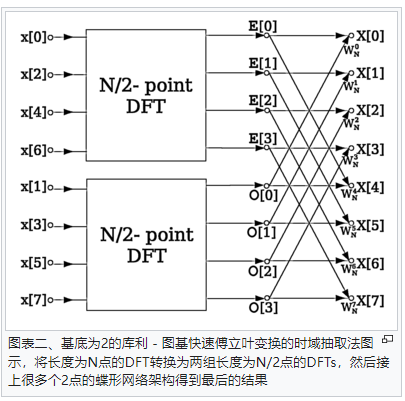 x[0]
x[2]
x[4]
x[6]
N/2- point
DFT
E[0]
E[1]
E[2]
E[3]
x[1]
x[3]
x[5]
x[7]
N/2- point
DFT
O[0]
O[1]
O[2]
O[3]
X[0]
W_N^0
X[1]
W_N^1
X[2]
W_N^2
X[3]
W_N^3
X[4]
W_N^4
X[5]
W_N^5
X[6]
W_N^6
X[7]
W_N^7
图表二、基底为2的库利 - 图基快速傅立叶变换的时域抽取法图
示，将长度为N点的DFT转换为两组长度为N/2点的DFTs，然后接
上很多个2点的蝶形网络架构得到最后的结果